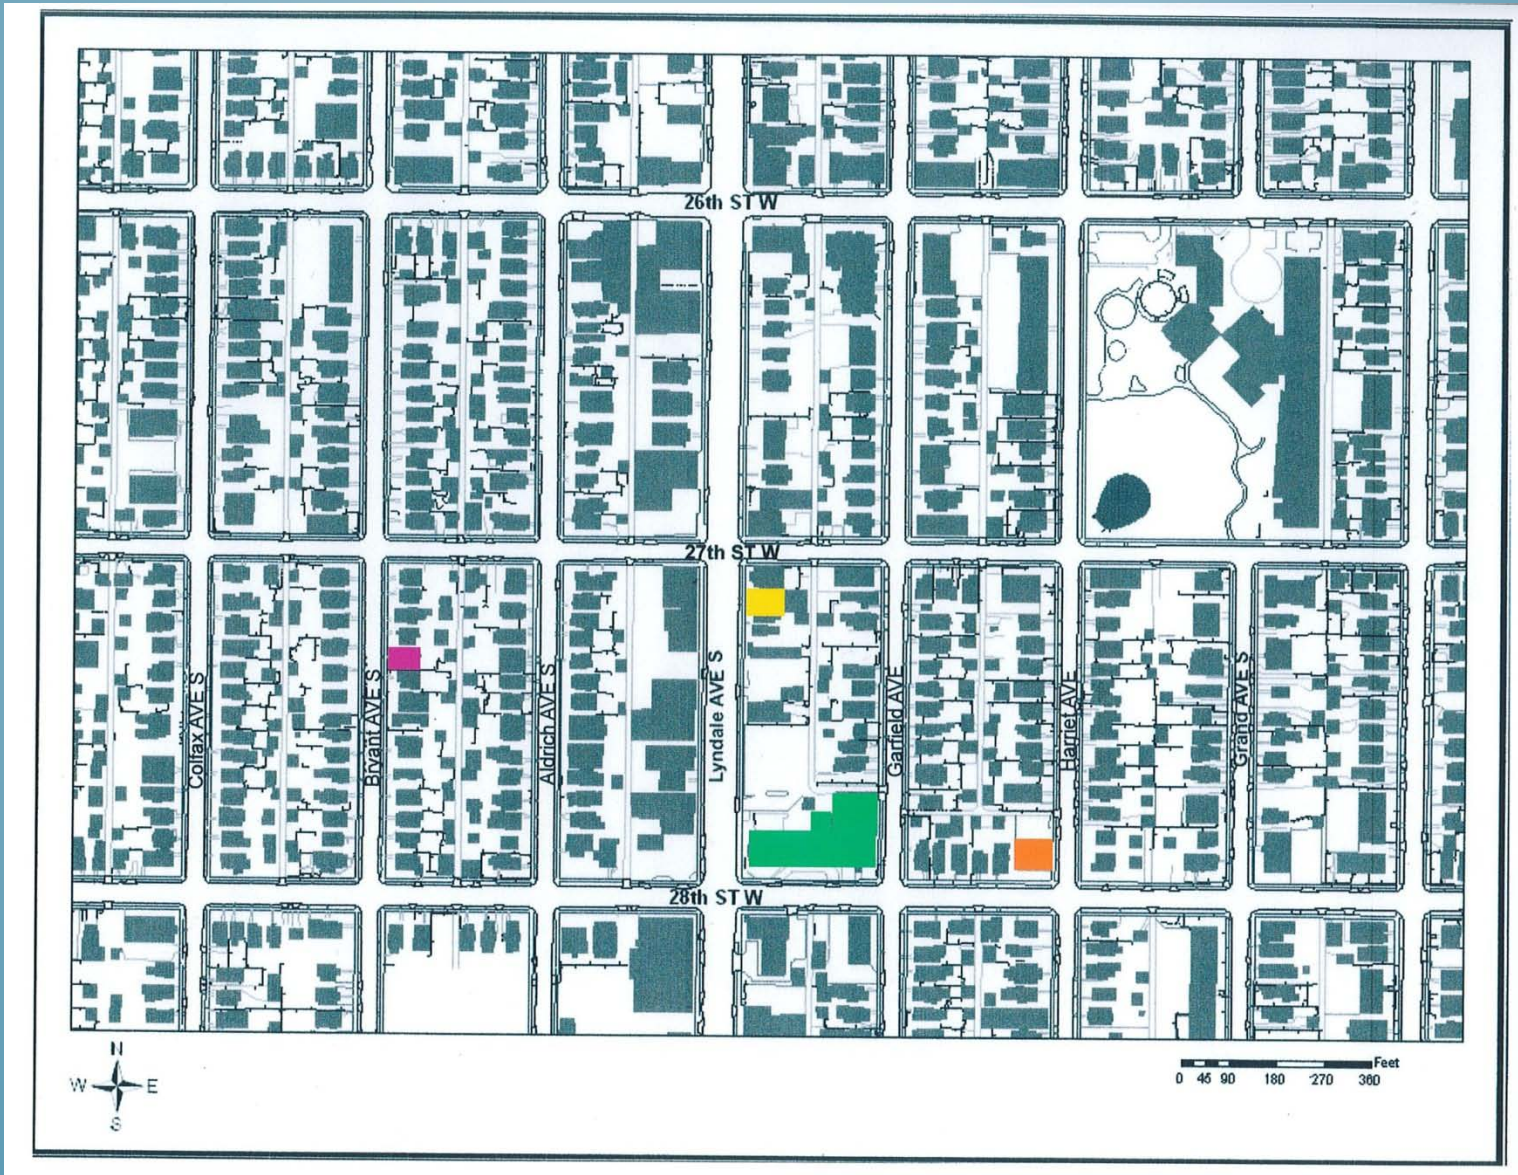 26th ST W
27th ST W
Colfax AVE S
Bryant AVE S
Aldrich AVE S
Lyndale AVE S
Garfield AVE
Harriet AVE
Grand AVE S
28th ST W
N
W E
S
Feet
0 45 90 180 270 360